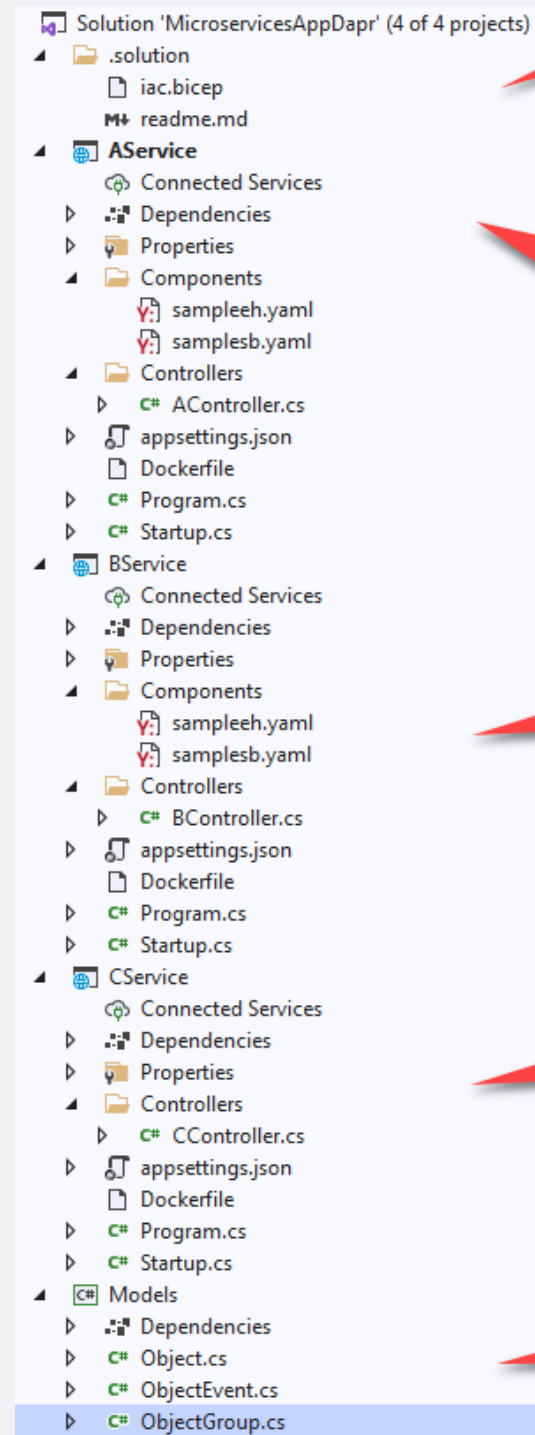 Solution 'MicroservicesAppDapr' (4 of 4 projects)
.solution
iac.bicep
M↓ readme.md
AService
Connected Services
Dependencies
Properties
Components
Y: sampleeh.yaml
Y: samplesb.yaml
Controllers
C# AController.cs
appsettings.json
Dockerfile
C# Program.cs
C# Startup.cs
BService
Connected Services
Dependencies
Properties
Components
Y: sampleeh.yaml
Y: samplesb.yaml
Controllers
C# BController.cs
appsettings.json
Dockerfile
C# Program.cs
C# Startup.cs
CService
Connected Services
Dependencies
Properties
Controllers
C# CController.cs
appsettings.json
Dockerfile
C# Program.cs
C# Startup.cs
C# Models
Dependencies
C# Object.cs
C# ObjectEvent.cs
C# ObjectGroup.cs